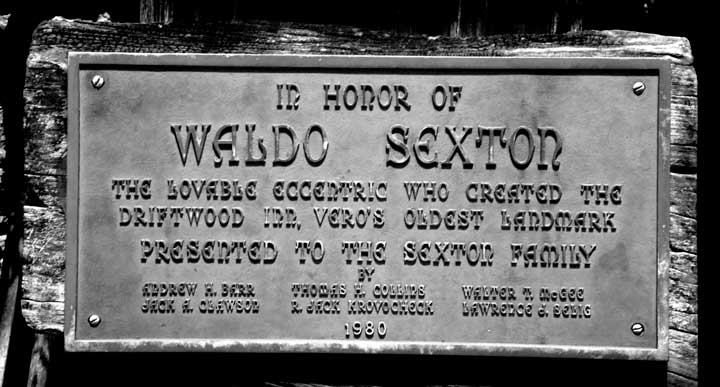 IN HONOR OF
WALDO SEXTON
THE LOVABLE ECCENTRIC WHO CREATED THE
DRIFTWOOD INN, VERO'S OLDEST LANDMARK
PRESENTED TO THE SEXTON FAMILY
BY
ANDREW H. BARR THOMAS H. COLLINS WALTER T. McGEE
JACK A. CLAWSON R. JACK KROVOCHECK LAWRENCE J. SELIG
1980